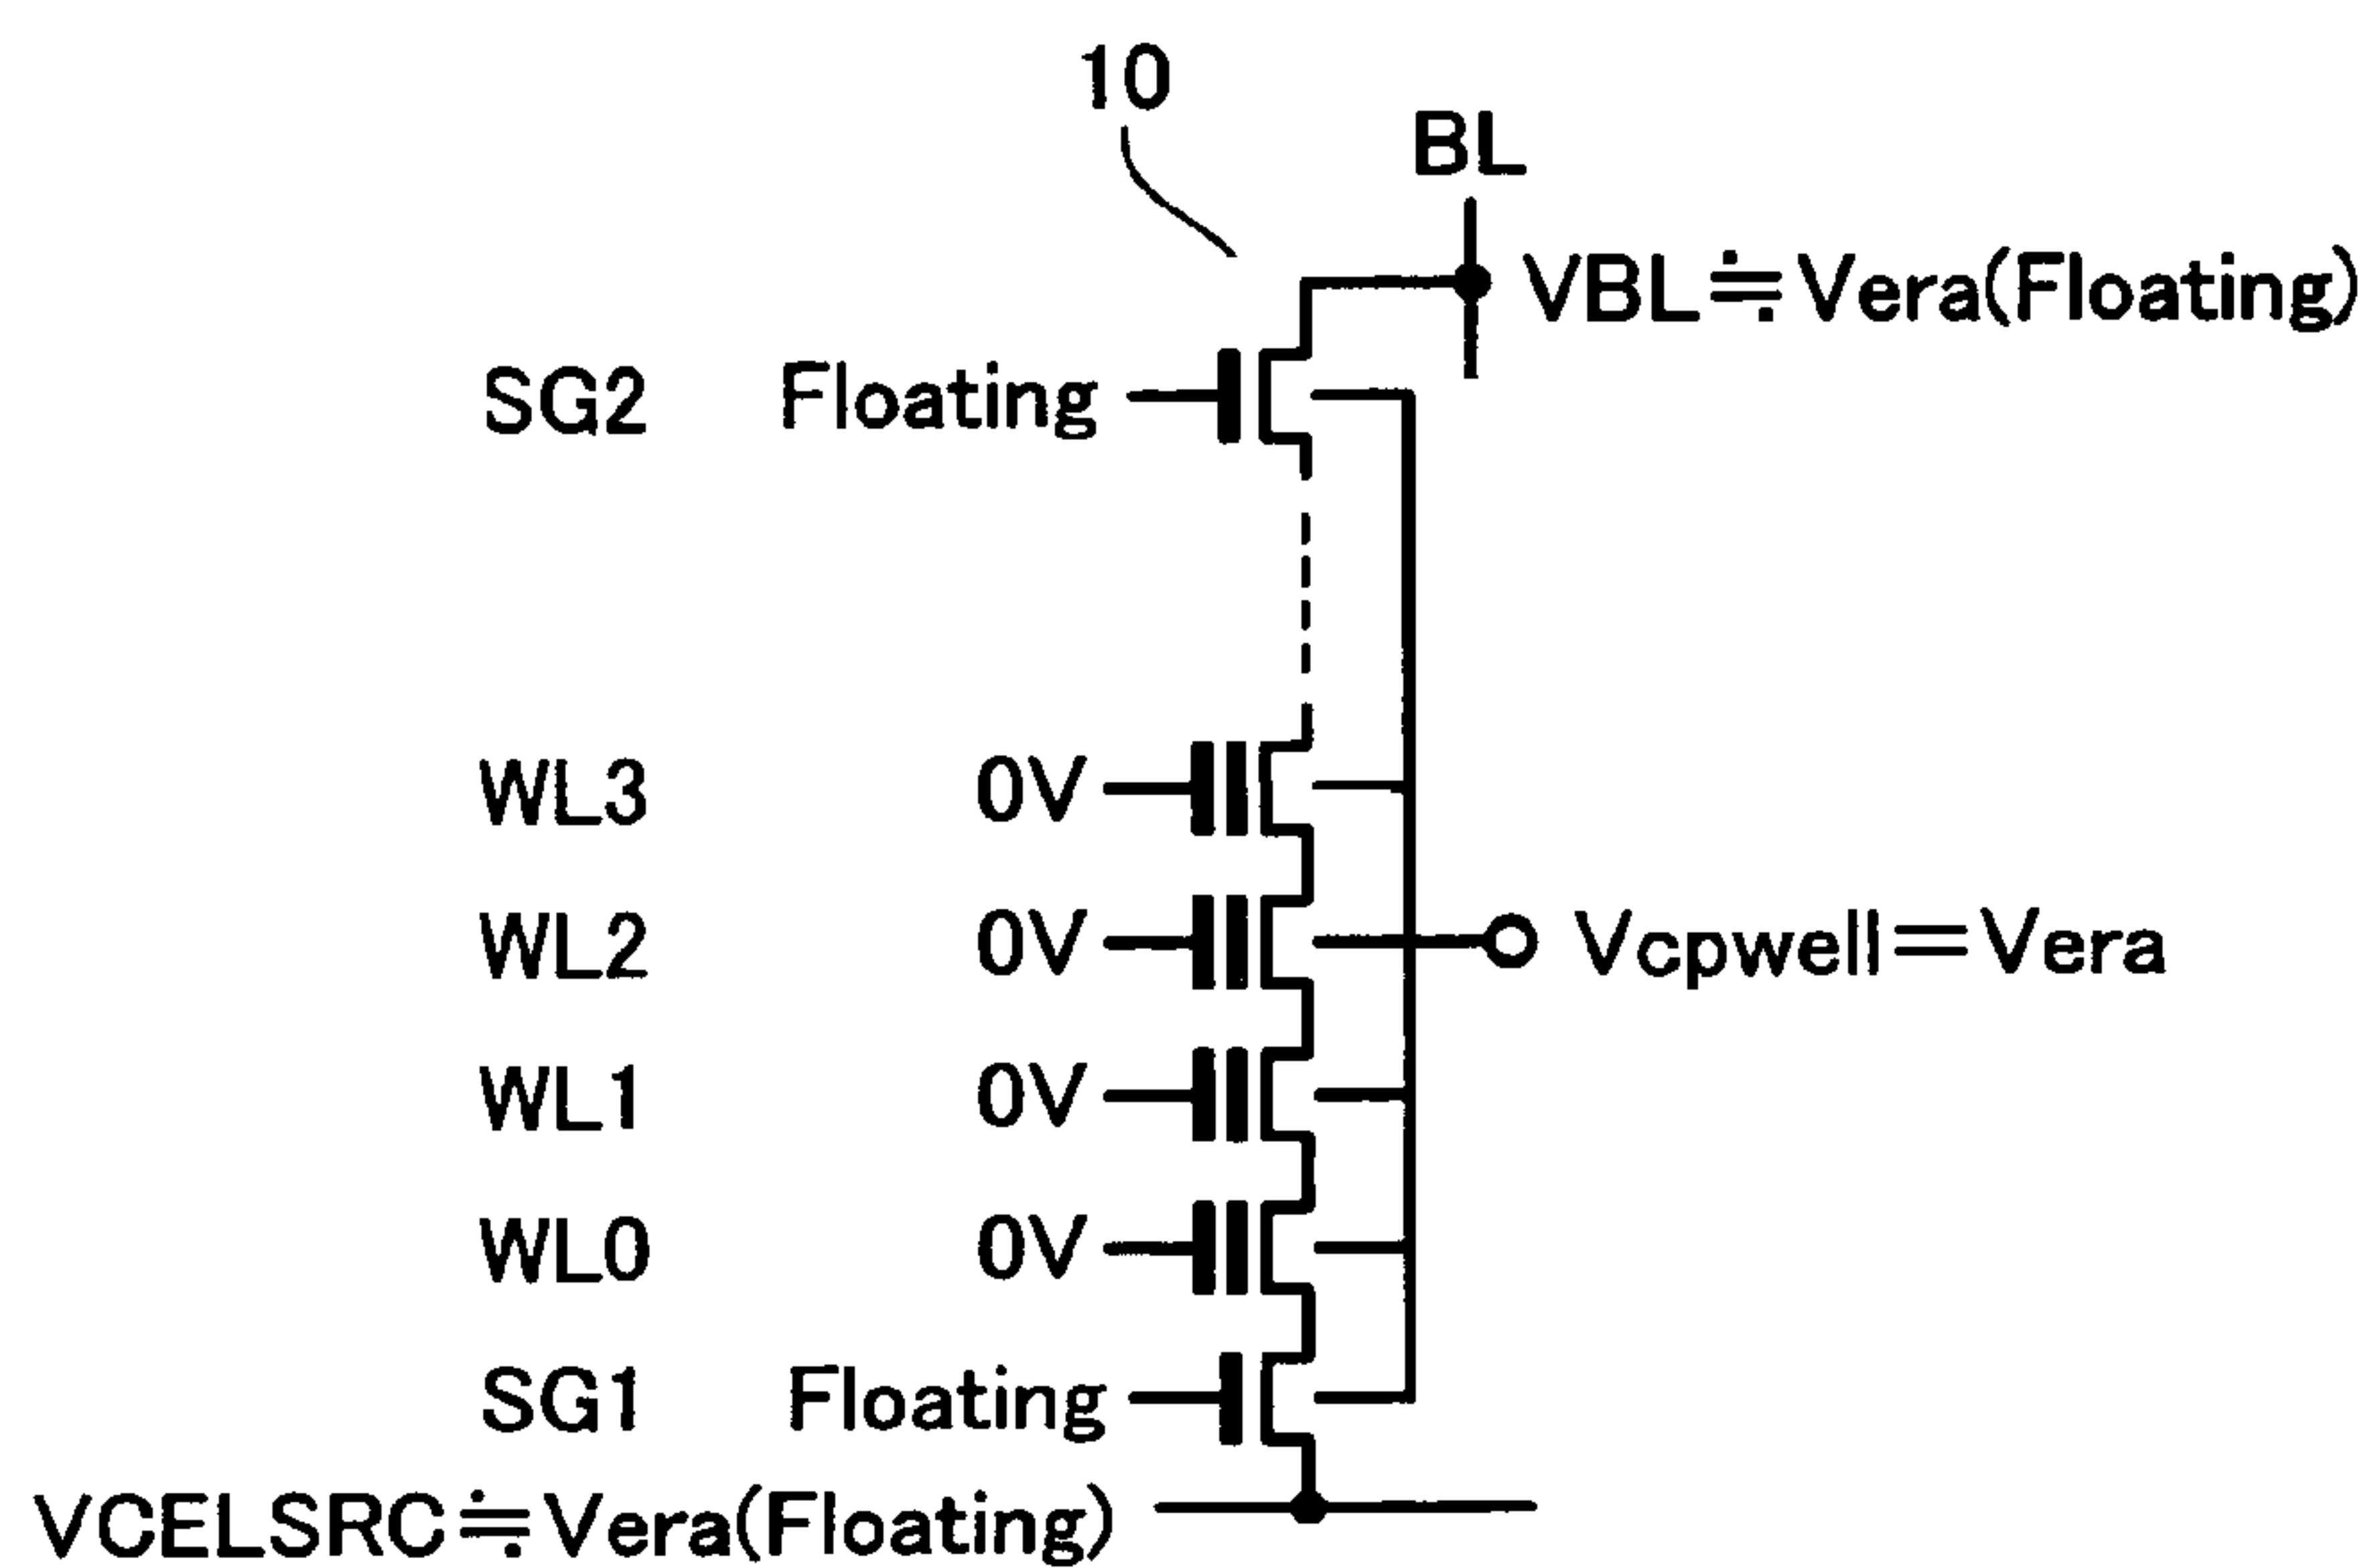 10
BL
VBL≒Vera(Floating)
SG2 Floating
WL3 0V
WL2 0V Vcpwell=Vera
WL1 0V
WL0 0V
SG1 Floating
VCELSRC≒Vera(Floating)